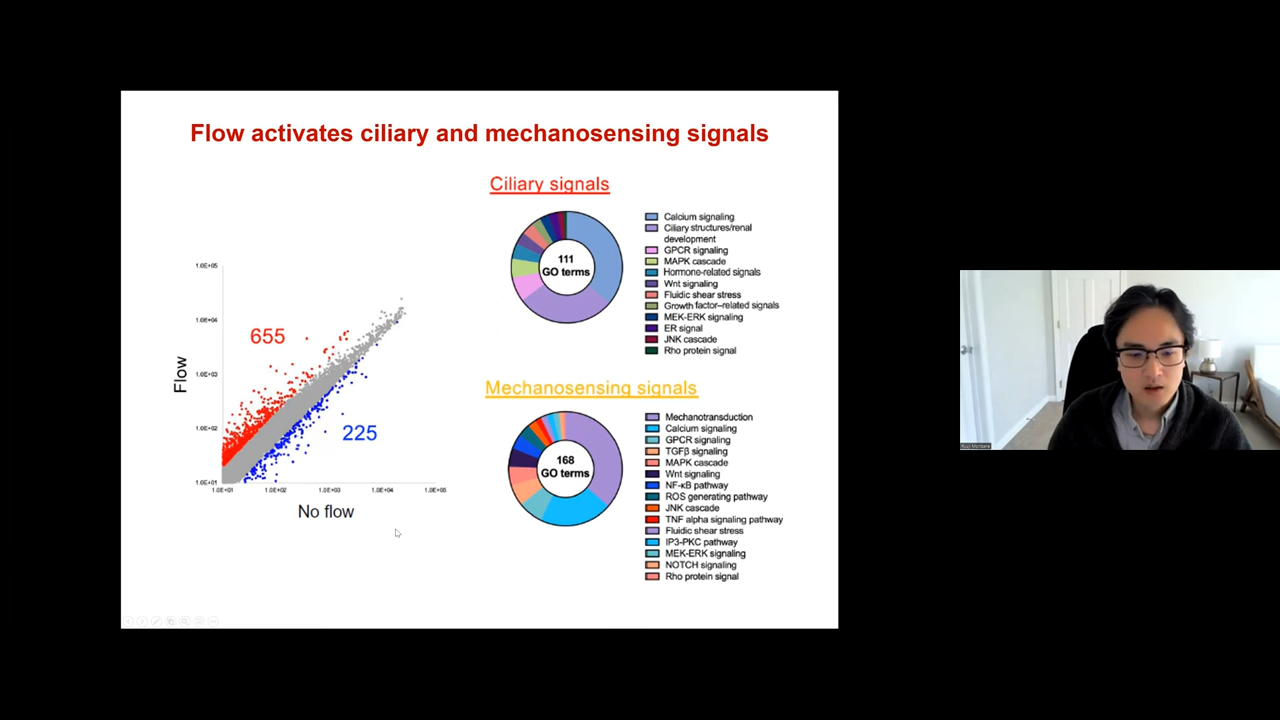 Flow activates ciliary and mechanosensing signals
Ciliary signals
111
GO terms
Calcium signaling
Ciliary structures/renal
development
GPCR signaling
MAPK cascade
Hormone-related signals
Wnt signaling
Fluidic shear stress
Growth factor–related signals
MEK-ERK signaling
ER signal
JNK cascade
Rho protein signal
1.0E+05
1.0E+04
1.0E+03
1.0E+02
1.0E+01
Flow
655
225
1.0E+01
1.0E+02
1.0E+03
1.0E+04
1.0E+05
No flow
Mechanosensing signals
168
GO terms
Mechanotransduction
Calcium signaling
GPCR signaling
TGFβ signaling
MAPK cascade
Wnt signaling
NF-κB pathway
ROS generating pathway
JNK cascade
TNF alpha signaling pathway
Fluidic shear stress
IP3-PKC pathway
MEK-ERK signaling
NOTCH signaling
Rho protein signal